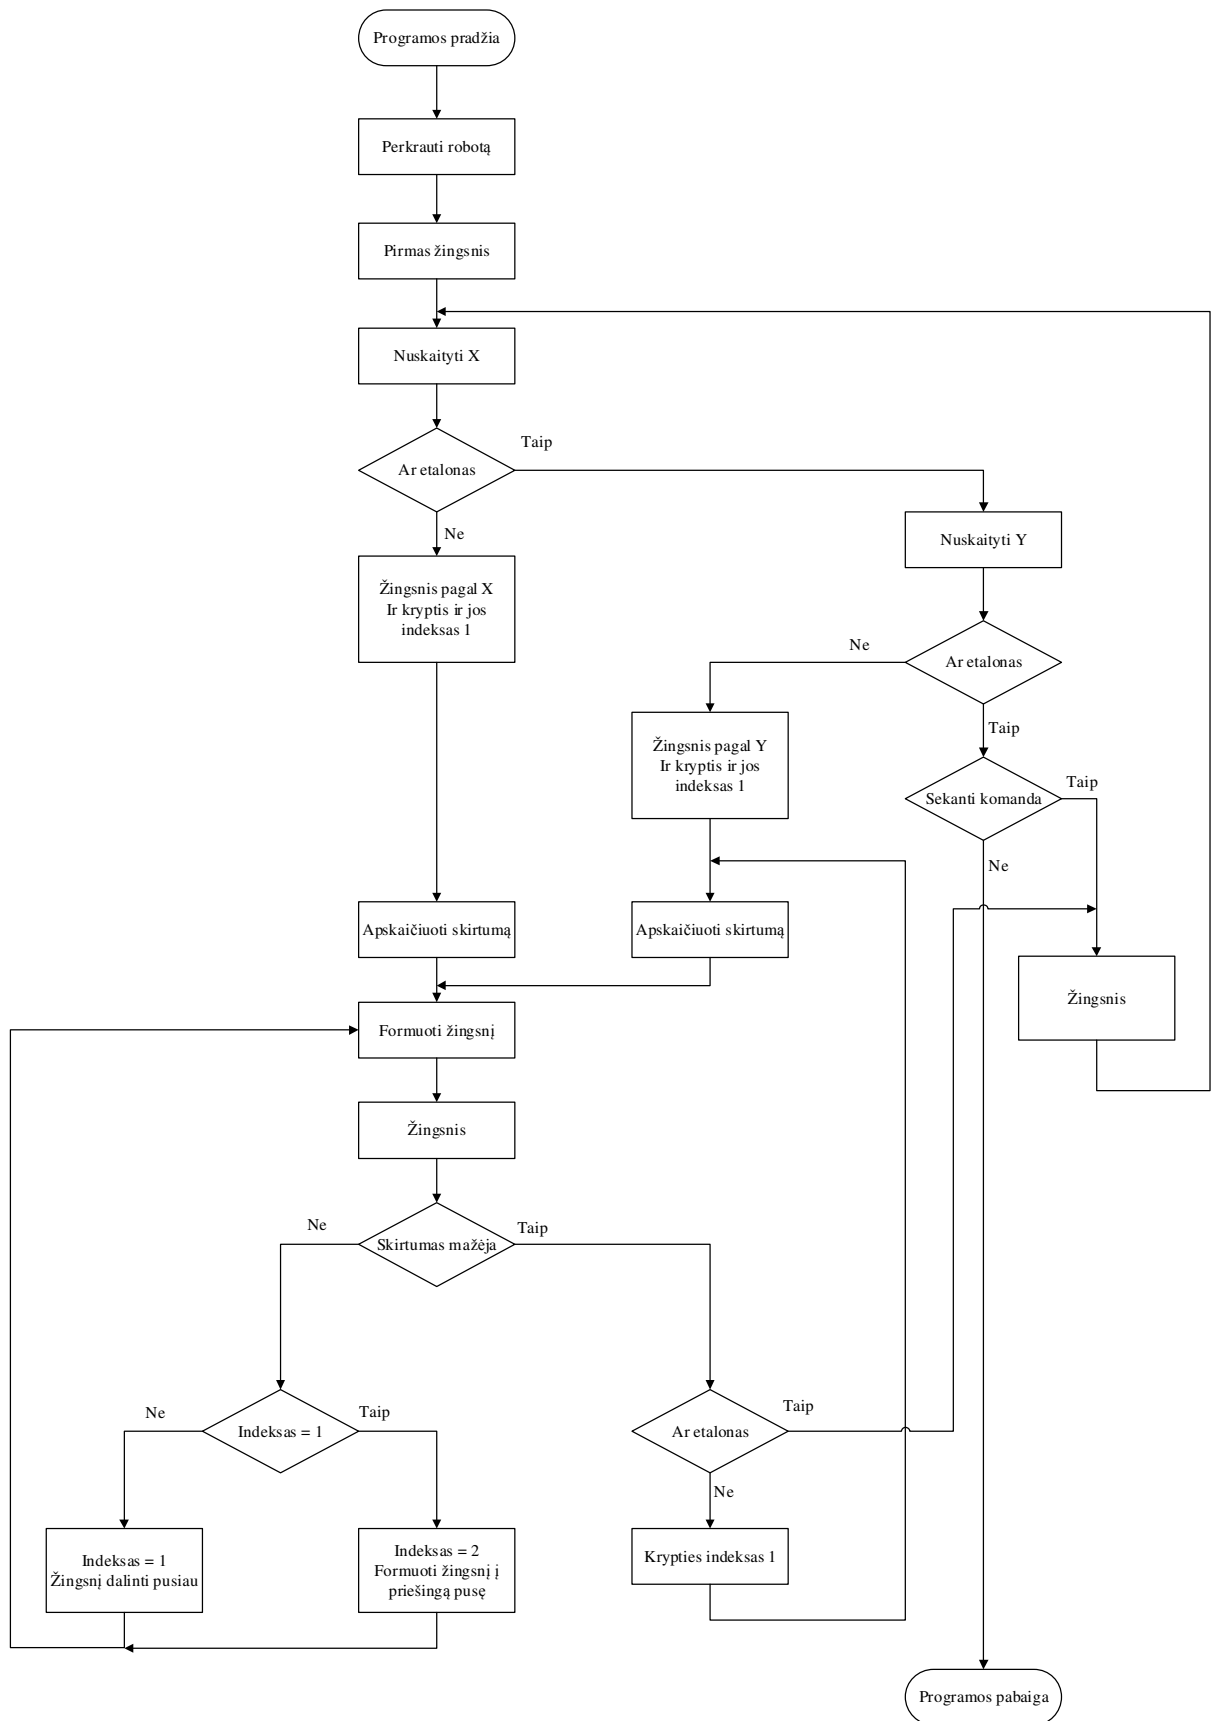 Programos pradžia
Perkrauti robotą
Pirmas žingsnis
Nuskaityti X
Ar etalonas
Taip
Ne
Nuskaityti Y
Žingsnis pagal X
Ir kryptis ir jos
indeksas 1
Ar etalonas
Ne
Taip
Žingsnis pagal Y
Ir kryptis ir jos
indeksas 1
Sekanti komanda
Taip
Ne
Apskaičiuoti skirtumą
Apskaičiuoti skirtumą
Žingsnis
Formuoti žingsnį
Žingsnis
Skirtumas mažėja
Ne
Taip
Indeksas = 1
Ne
Taip
Ar etalonas
Taip
Ne
Indeksas = 1
Žingsnį dalinti pusiau
Indeksas = 2
Formuoti žingsnį į
priešingą pusę
Krypties indeksas 1
Programos pabaiga